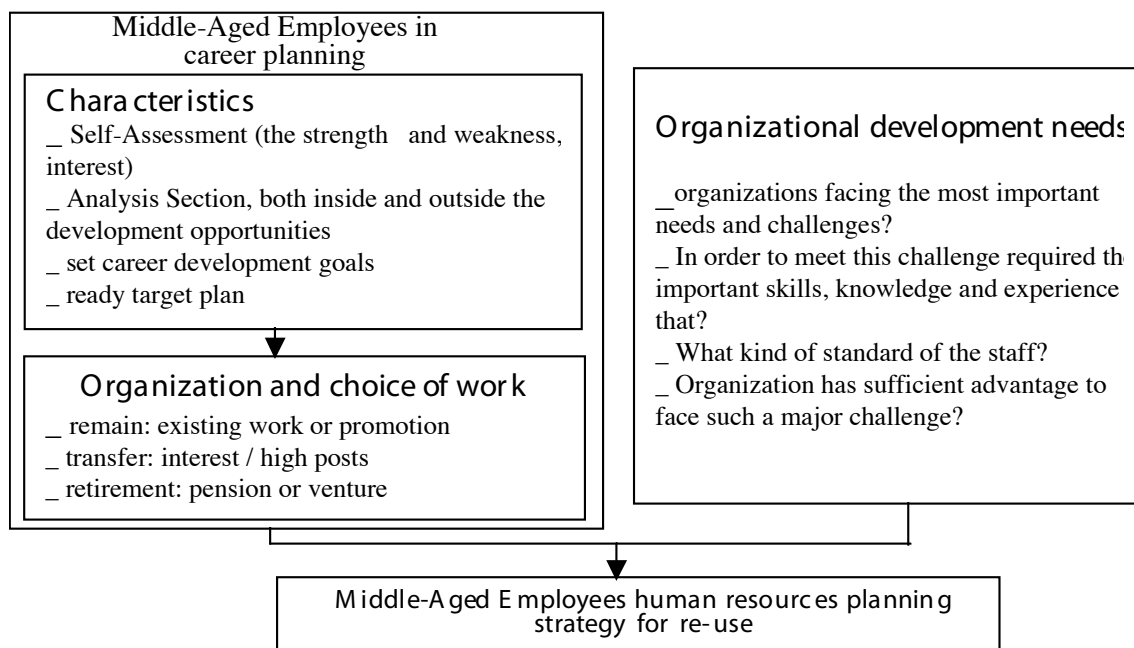 Middle-Aged Employees in
career planning
Characteristics
_ Self-Assessment (the strength and weakness,
interest)
_ Analysis Section, both inside and outside the
development opportunities
_ set career development goals
_ ready target plan
Organization and choice of work
_ remain: existing work or promotion
_ transfer: interest / high posts
_ retirement: pension or venture
Organizational development needs
_organizations facing the most important
needs and challenges?
_ In order to meet this challenge required the
important skills, knowledge and experience
that?
_ What kind of standard of the staff?
_ Organization has sufficient advantage to
face such a major challenge?
Middle-Aged Employees human resources planning
strategy for re-use